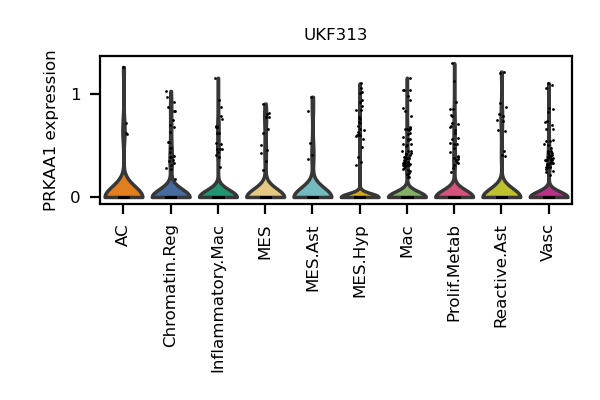 UKF313
PRKAA1 expression
1
0
AC
Chromatin.Reg
Inflammatory.Mac
MES
MES.Ast
MES.Hyp
Mac
Prolif.Metab
Reactive.Ast
Vasc